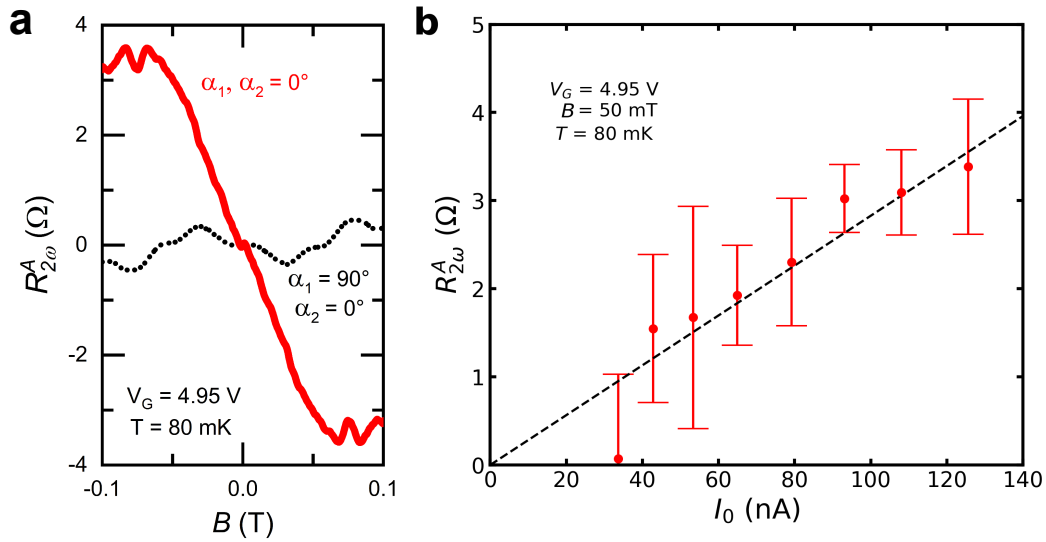 a
4
2
0
-2
-4
R^A_2ω (Ω)
α₁, α₂ = 0°
α₁ = 90°
α₂ = 0°
V_G = 4.95 V
T = 80 mK
-0.1
0.0
0.1
B (T)
b
5
4
3
2
1
0
R^A_2ω (Ω)
V_G = 4.95 V
B = 50 mT
T = 80 mK
0 20 40 60 80 100 120 140
I₀ (nA)